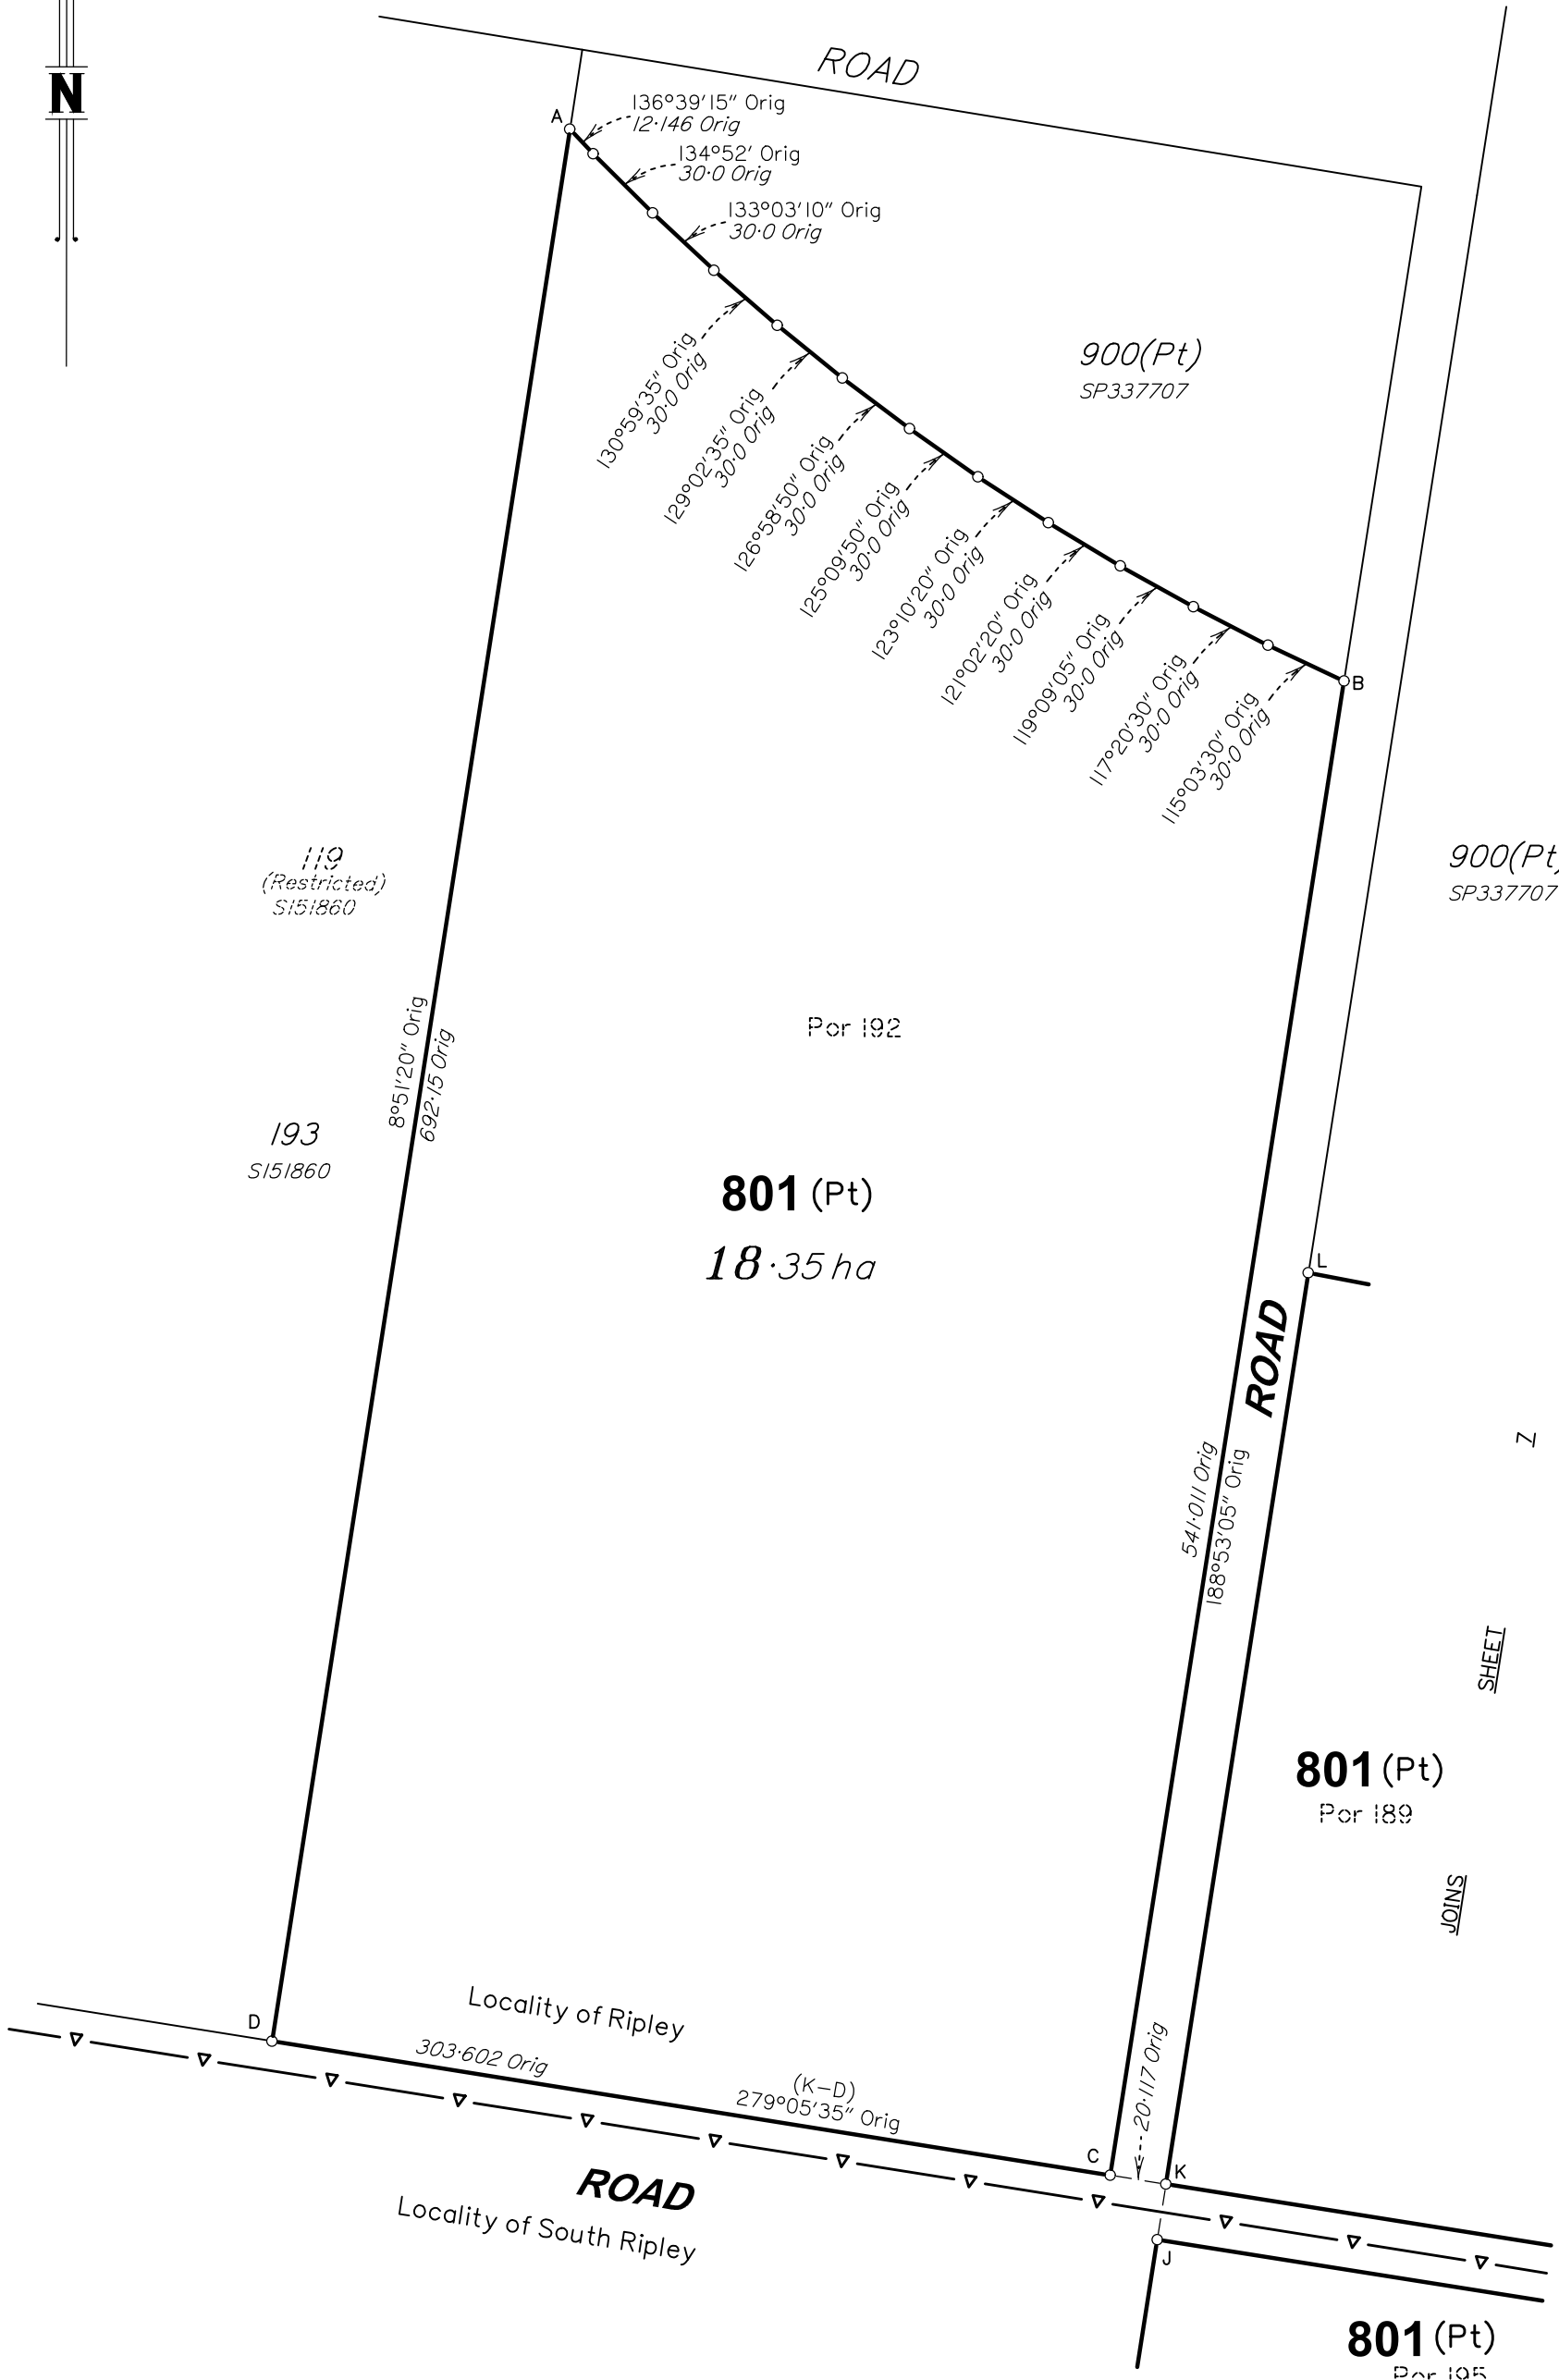 N
ROAD
A
136°39'15" Orig
12·146 Orig
134°52' Orig
30·0 Orig
133°03'10" Orig
30·0 Orig
130°59'35" Orig
30·0 Orig
129°02'35" Orig
30·0 Orig
126°58'50" Orig
30·0 Orig
125°09'50" Orig
30·0 Orig
123°10'20" Orig
30·0 Orig
121°02'20" Orig
30·0 Orig
119°09'05" Orig
30·0 Orig
117°20'30" Orig
30·0 Orig
115°03'30" Orig
30·0 Orig
900(Pt)
SP337707
B
119
(Restricted)
S151860
900(Pt)
SP337707
Por 192
8°51'20" Orig
692·15 Orig
193
S151860
801 (Pt)
18·35 ha
L
ROAD
541·011 Orig
188°53'05" Orig
7
SHEET
JOINS
801 (Pt)
Por 189
D
Locality of Ripley
303·602 Orig
(K-D)
279°05'35" Orig
20·117 Orig
C
K
ROAD
Locality of South Ripley
J
801 (Pt)
Por 195